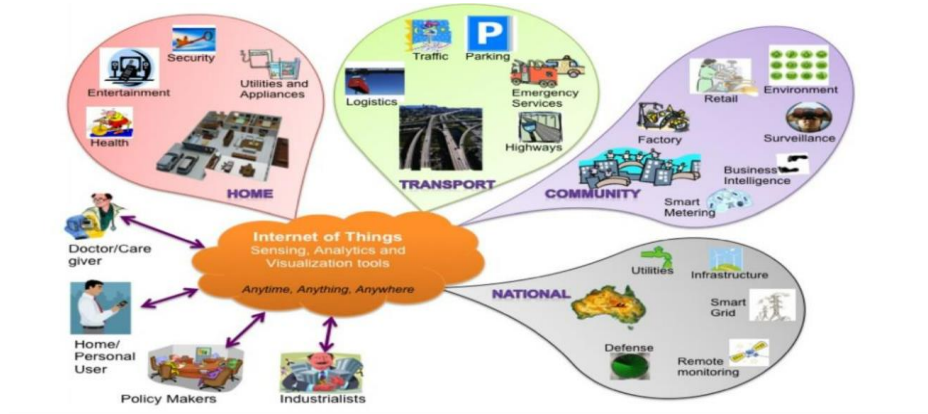 Security
Entertainment
Utilities and
Appliances
Health
HOME
Traffic
P
Parking
Logistics
Emergency
Services
Highways
TRANSPORT
Retail
Environment
Factory
Surveillance
Business
Intelligence
COMMUNITY
Smart
Metering
Internet of Things
Sensing, Analytics and
Visualization tools
Anytime, Anything, Anywhere
Doctor/Care
giver
Home/
Personal
User
Policy Makers
Industrialists
NATIONAL
Utilities
Infrastructure
Smart
Grid
Defense
Remote
monitoring